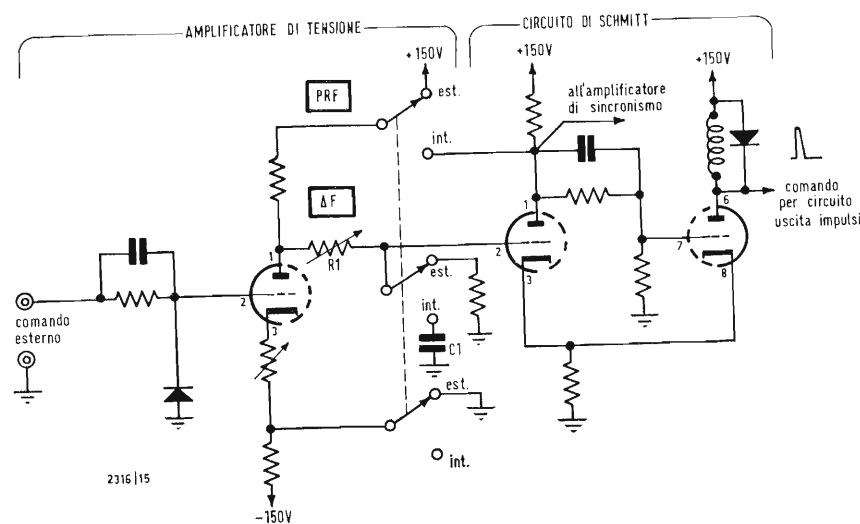 AMPLIFICATORE DI TENSIONE
CIRCUITO DI SCHMITT
+150V
+150V
+150V
PRF
est.
all'amplificatore
di sincronismo
int.
ΔF
1
R1
1
6
comando
per circuito
uscita impulsi
2
2
7
est.
3
8
comando
esterno
3
int.
C1
est.
int.
2316|15
-150V